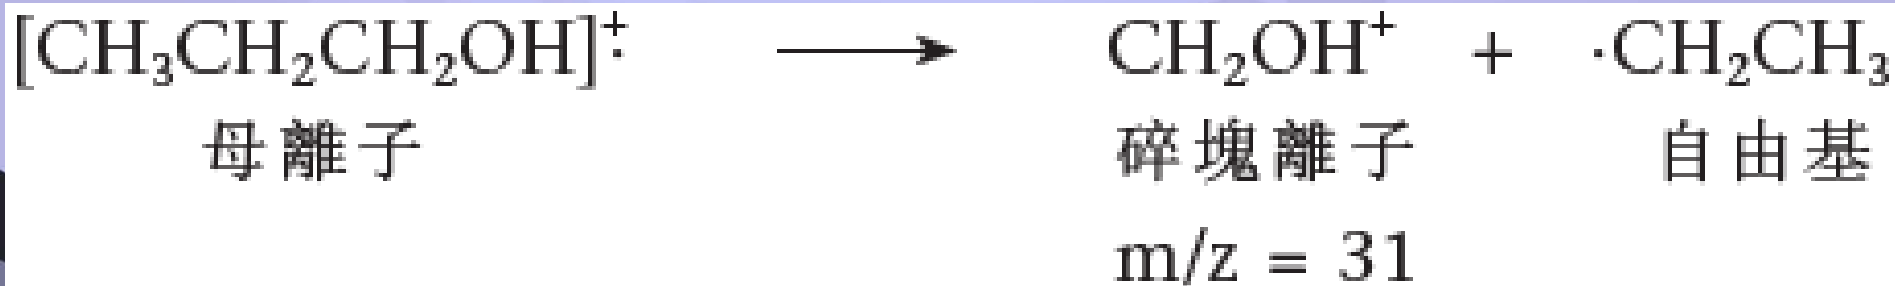 [CH₃CH₂CH₂OH]⁺· ⟶ CH₂OH⁺ + ·CH₂CH₃
母離子 碎塊離子 自由基
m/z = 31